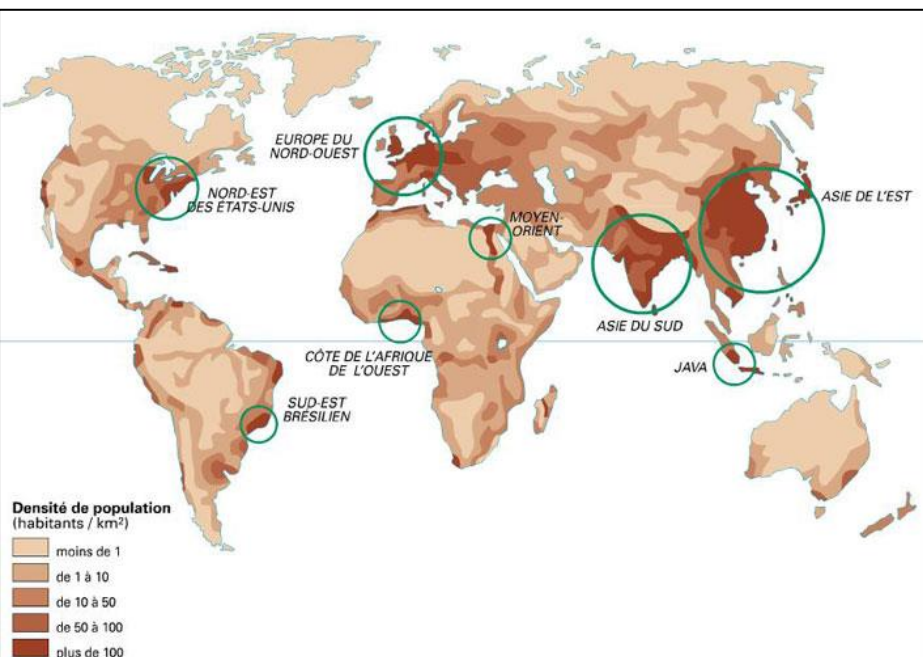 EUROPE DU
NORD-OUEST
NORD-EST
DES ÉTATS-UNIS
MOYEN-
ORIENT
ASIE DE L'EST
ASIE DU SUD
CÔTE DE L'AFRIQUE
DE L'OUEST
JAVA
SUD-EST
BRÉSILIEN
Densité de population
(habitants / km²)
moins de 1
de 1 à 10
de 10 à 50
de 50 à 100
plus de 100